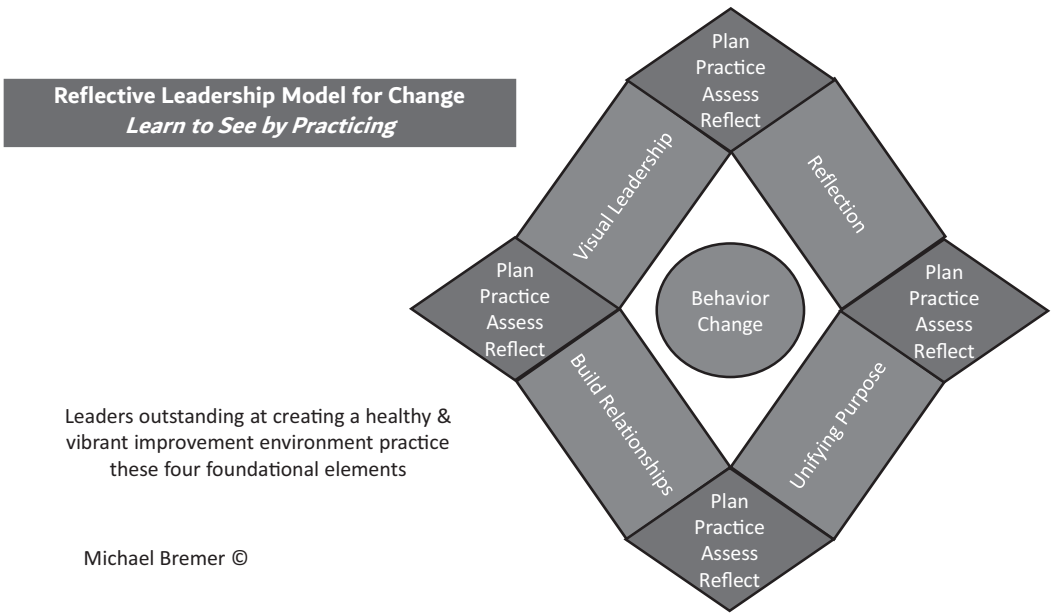 Reflective Leadership Model for Change
Learn to See by Practicing
Plan
Practice
Assess
Reflect
Visual Leadership
Reflection
Plan
Practice
Assess
Reflect
Behavior
Change
Plan
Practice
Assess
Reflect
Build Relationships
Unifying Purpose
Leaders outstanding at creating a healthy &
vibrant improvement environment practice
these four foundational elements
Plan
Practice
Assess
Reflect
Michael Bremer ©